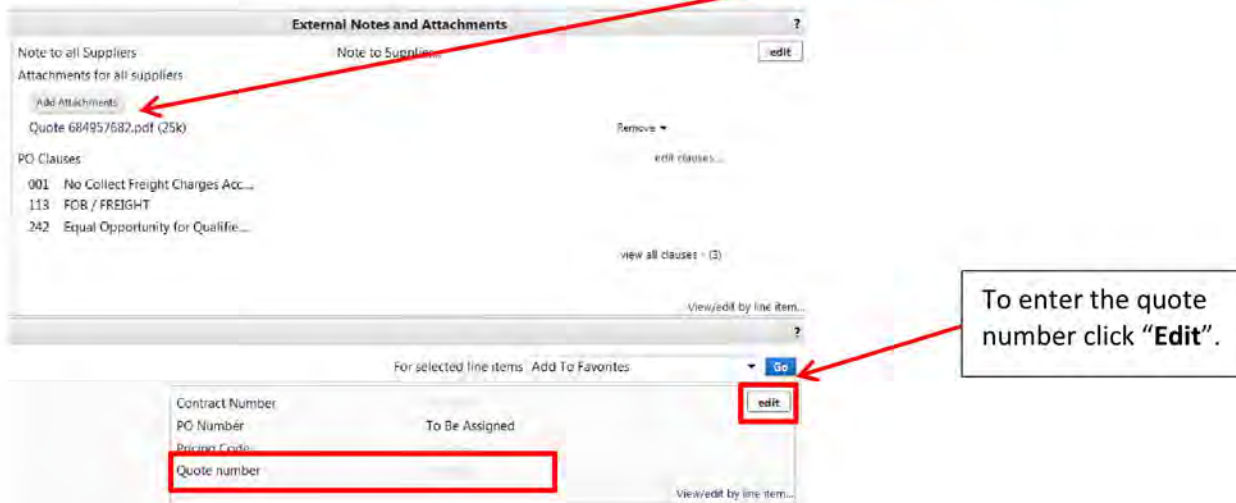 External Notes and Attachments ?
Note to all Suppliers Note to Supplier... edit
Attachments for all suppliers
Add Attachments
Quote 684957682.pdf (25k) Remove
PO Clauses edit clauses...
001 No Collect Freight Charges Acc...
113 FOB / FREIGHT
242 Equal Opportunity for Qualifie...
view all clauses - (3)
View/edit by line item...
?
For selected line items Add To Favorites Go
Contract Number edit
PO Number To Be Assigned
Pricing Code
Quote number
View/edit by line item...
To enter the quote
number click “Edit”.